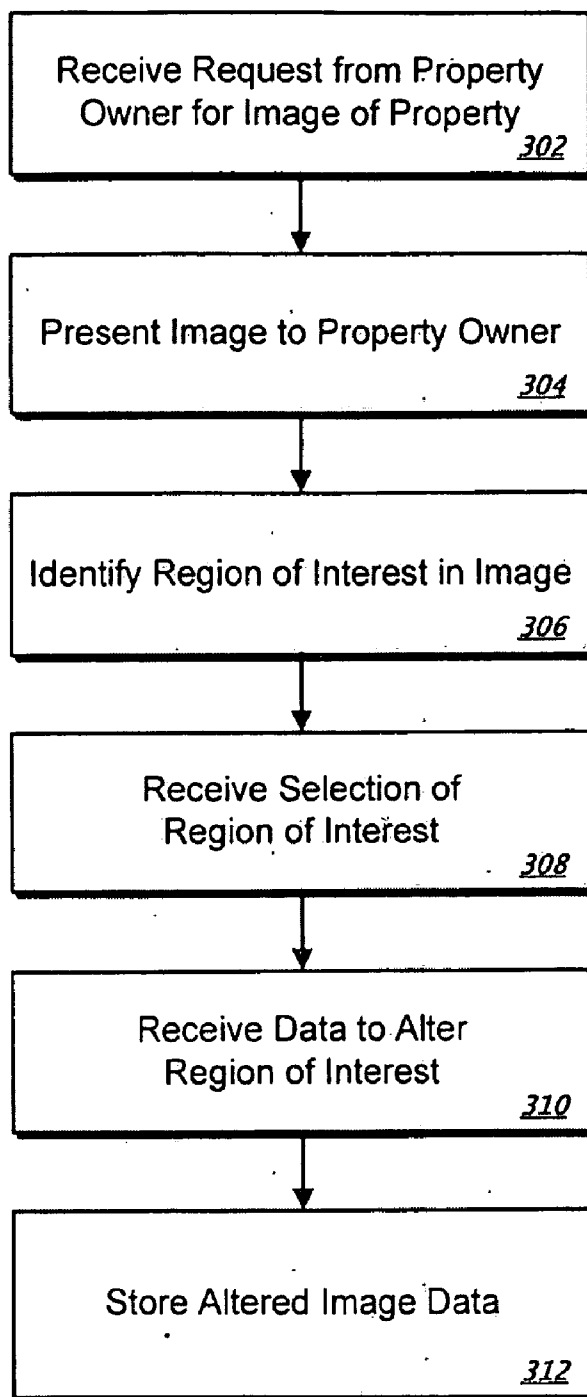 Receive Request from Property
Owner for Image of Property
302
Present Image to Property Owner
304
Identify Region of Interest in Image
306
Receive Selection of
Region of Interest
308
Receive Data to Alter
Region of Interest
310
Store Altered Image Data
312